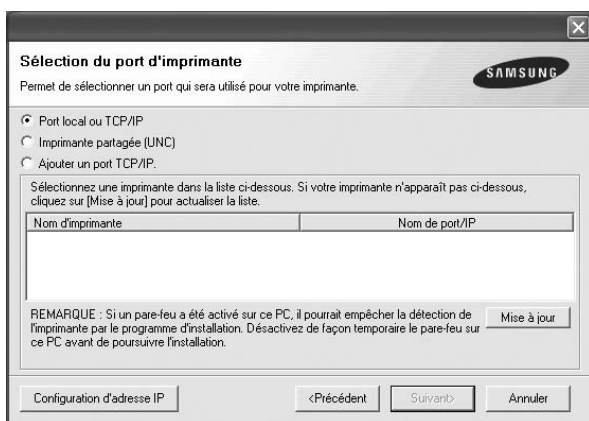 Sélection du port d'imprimante
Permet de sélectionner un port qui sera utilisé pour votre imprimante.
SAMSUNG
Port local ou TCP/IP
Imprimante partagée (UNC)
Ajouter un port TCP/IP.
Sélectionnez une imprimante dans la liste ci-dessous. Si votre imprimante n'apparaît pas ci-dessous,
cliquez sur [Mise à jour] pour actualiser la liste.
Nom d'imprimante Nom de port/IP
REMARQUE : Si un pare-feu a été activé sur ce PC, il pourrait empêcher la détection de
l'imprimante par le programme d'installation. Désactivez de façon temporaire le pare-feu sur
ce PC avant de poursuivre l'installation.
Mise à jour
Configuration d'adresse IP <Précédent Suivant> Annuler